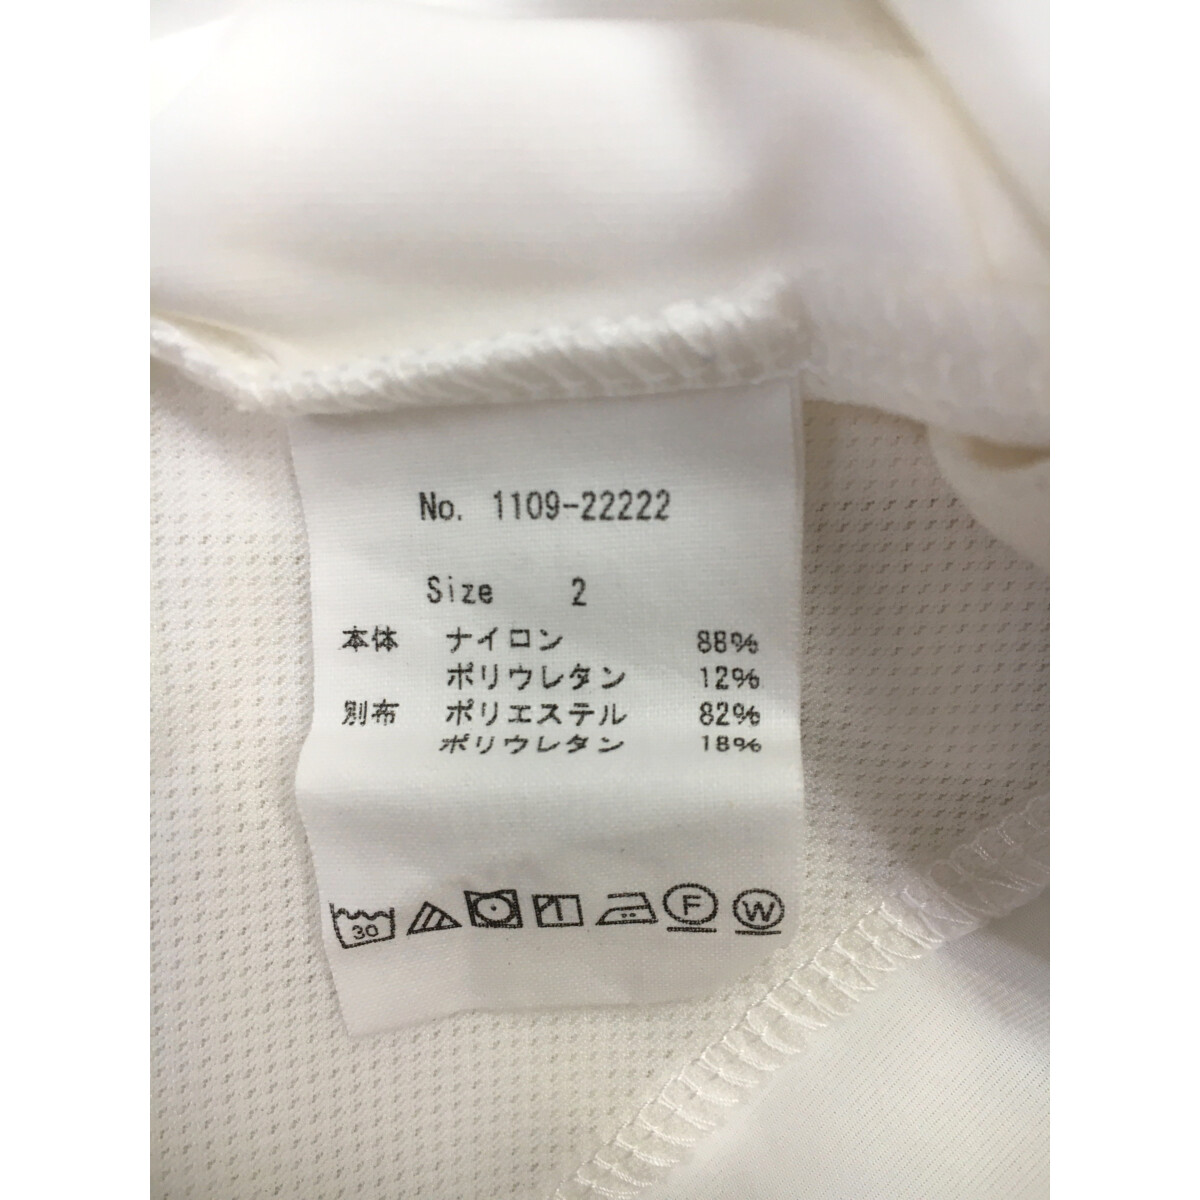 No. 1109-22222
Size 2
本体 ナイロン 88%
ポリウレタン 12%
別布 ポリエステル 82%
ポリウレタン 18%
30 F W